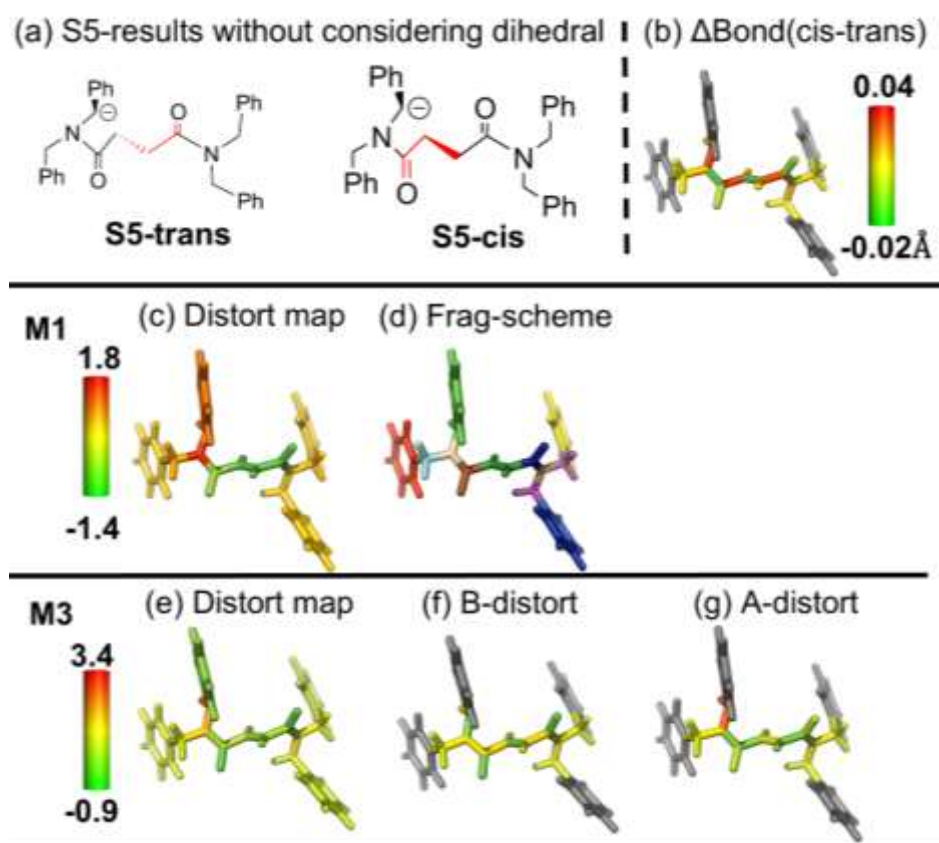 (a) S5-results without considering dihedral
(b) ΔBond(cis-trans)
Ph
⊖
Ph
N
O
O
N
Ph
Ph
S5-trans
Ph
⊖
N
O
O
N
Ph
Ph
Ph
S5-cis
0.04
-0.02Å
M1
1.8
-1.4
(c) Distort map
(d) Frag-scheme
M3
3.4
-0.9
(e) Distort map
(f) B-distort
(g) A-distort